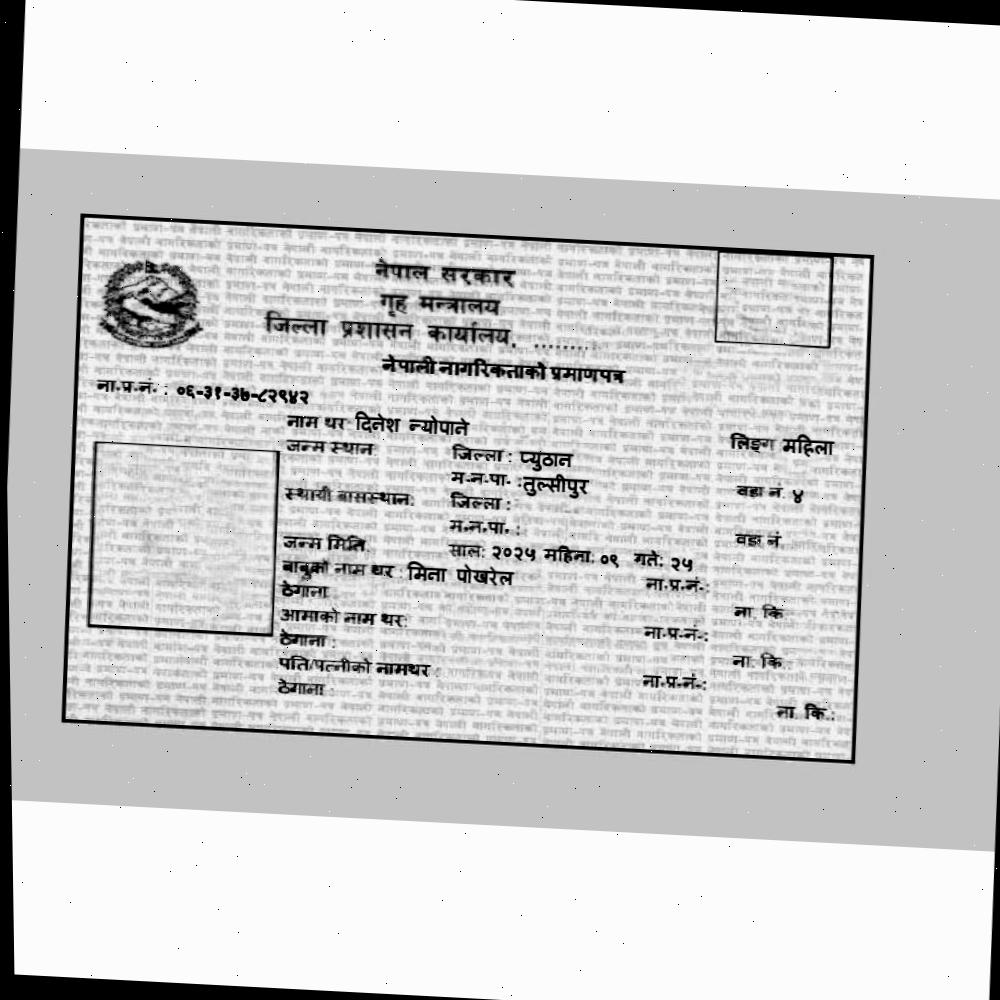 नेपाल सरकार
गृह मन्त्रालय
जिल्ला प्रशासन कार्यालय, ........
नेपाली नागरिकताको प्रमाणपत्र
ना.प्र.नं. : ०६-३१-३७-८२९४२
नाम थर दिनेश न्योपाने लिङ्ग महिला
जन्म स्थान: जिल्ला : प्युठान
म.न.पा. : तुल्सीपुर वडा नं. ४
स्थायी बासस्थान: जिल्ला :
म.न.पा. : वडा नं
जन्म मिति साल: २०२५ महिना: ०९ गते: २५
बाबुको नाम थर : मिना पोखरेल ना.प्र.नं.:
ठेगाना ना. कि
आमाको नाम थर: ना.प्र.नं.:
ठेगाना : ना. कि.:
पति/पत्नीको नामथर : ना.प्र.नं.:
ठेगाना : ना. कि.: